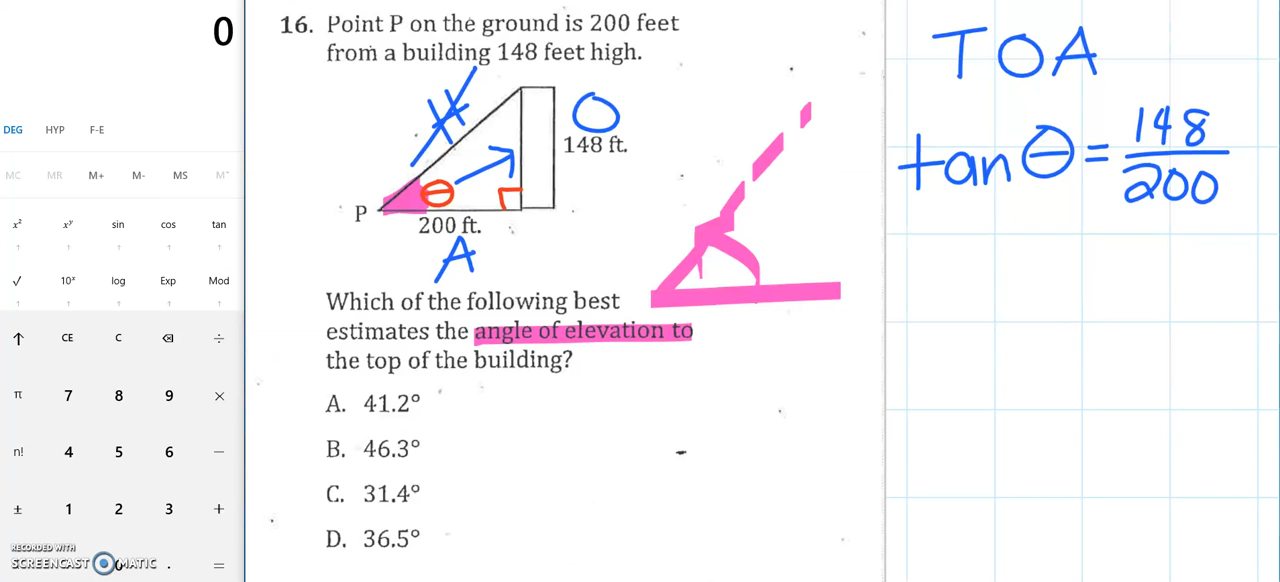 0
DEG HYP F-E
MC MR M+ M- MS M˅
x² xʸ sin cos tan
√ 10ˣ log Exp Mod
↑ CE C ⌫ ÷
π 7 8 9 ×
n! 4 5 6 −
± 1 2 3 +
0 . =
RECORDED WITH
SCREENCAST MATIC
16. Point P on the ground is 200 feet
from a building 148 feet high.
H
O
148 ft.
θ
P
200 ft.
A
Which of the following best
estimates the angle of elevation to
the top of the building?
A. 41.2°
B. 46.3°
C. 31.4°
D. 36.5°
TOA
tan θ = 148/200